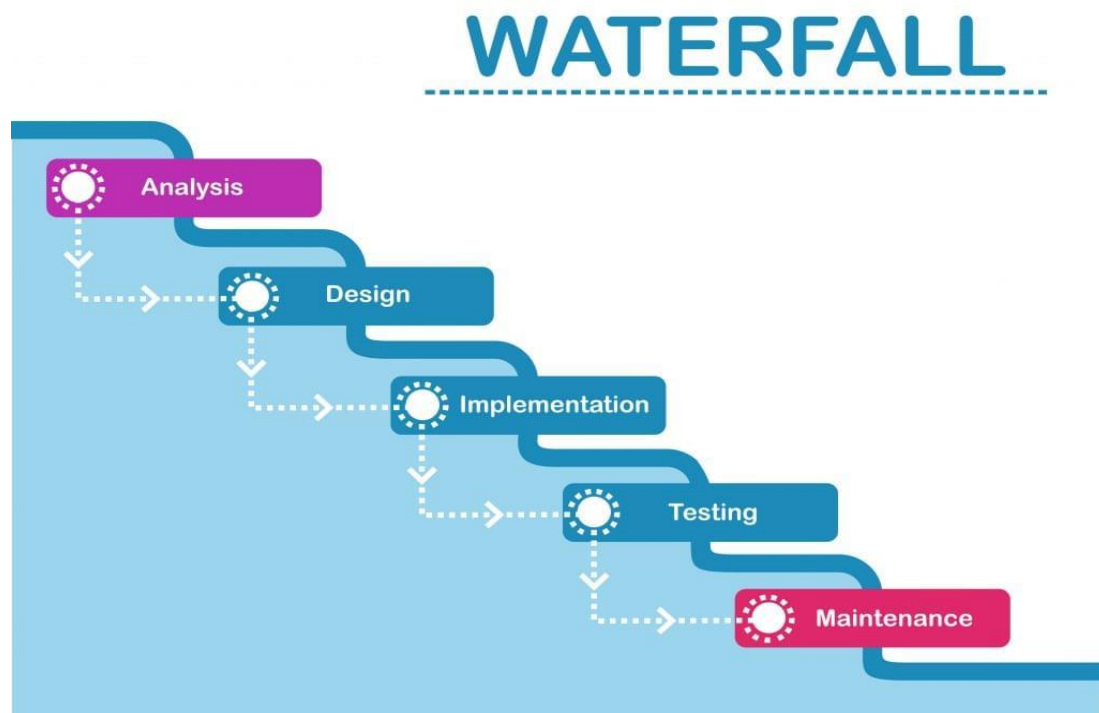 WATERFALL
Analysis
Design
Implementation
Testing
Maintenance